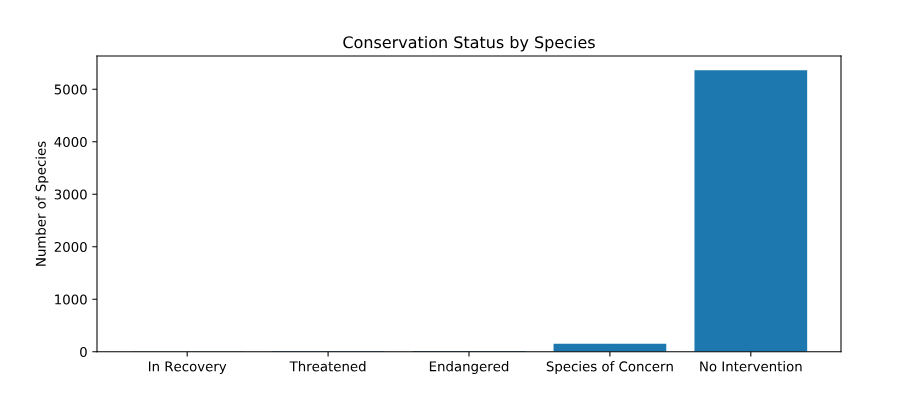 Conservation Status by Species
Number of Species
5000
4000
3000
2000
1000
0
In Recovery
Threatened
Endangered
Species of Concern
No Intervention